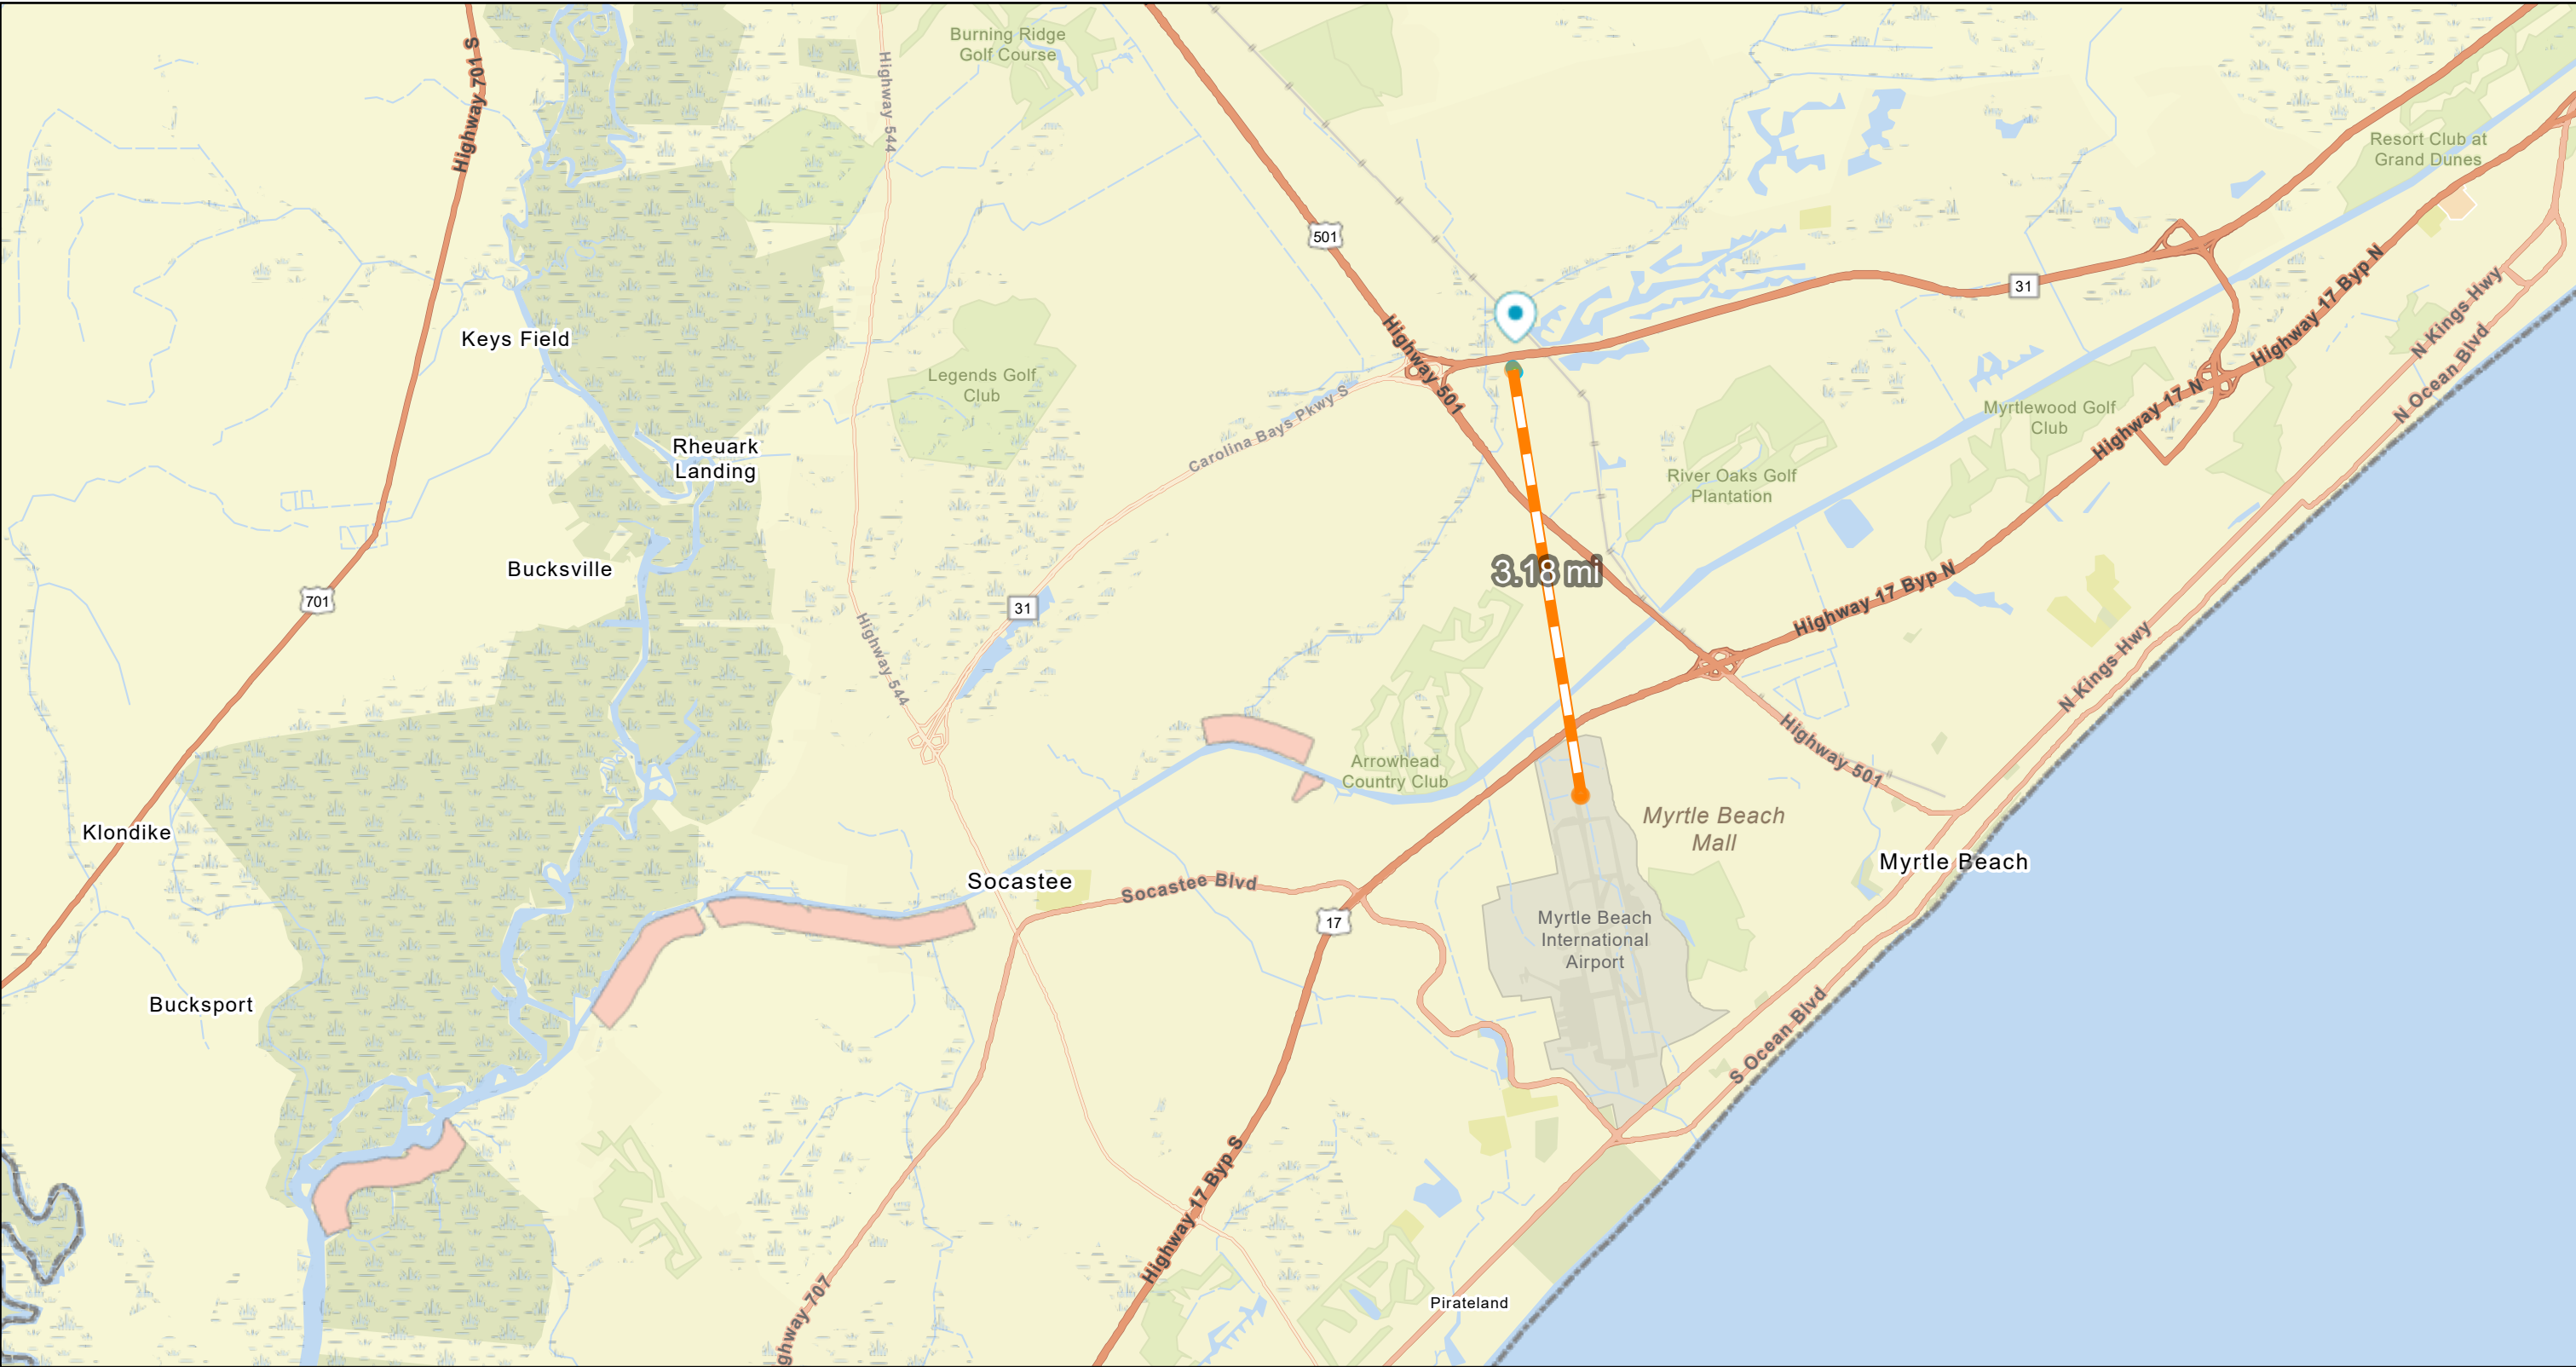 Burning Ridge
Golf Course
Highway 701 S
Highway 544
Resort Club at
Grand Dunes
501
31
Highway 17 Byp N
N Kings Hwy
Keys Field
Highway 501
N Ocean Blvd
Legends Golf
Club
Carolina Bays Pkwy S
Myrtlewood Golf
Club
Highway 17 N
Rheuark
Landing
River Oaks Golf
Plantation
Bucksville
3.18 mi
Highway 17 Byp N
701
31
Highway 544
N Kings Hwy
Highway 501
Arrowhead
Country Club
Myrtle Beach
Mall
Klondike
Myrtle Beach
Socastee
Socastee Blvd
17
Myrtle Beach
International
Airport
Bucksport
S Ocean Blvd
Highway 17 Byp S
Pirateland
ghway 707